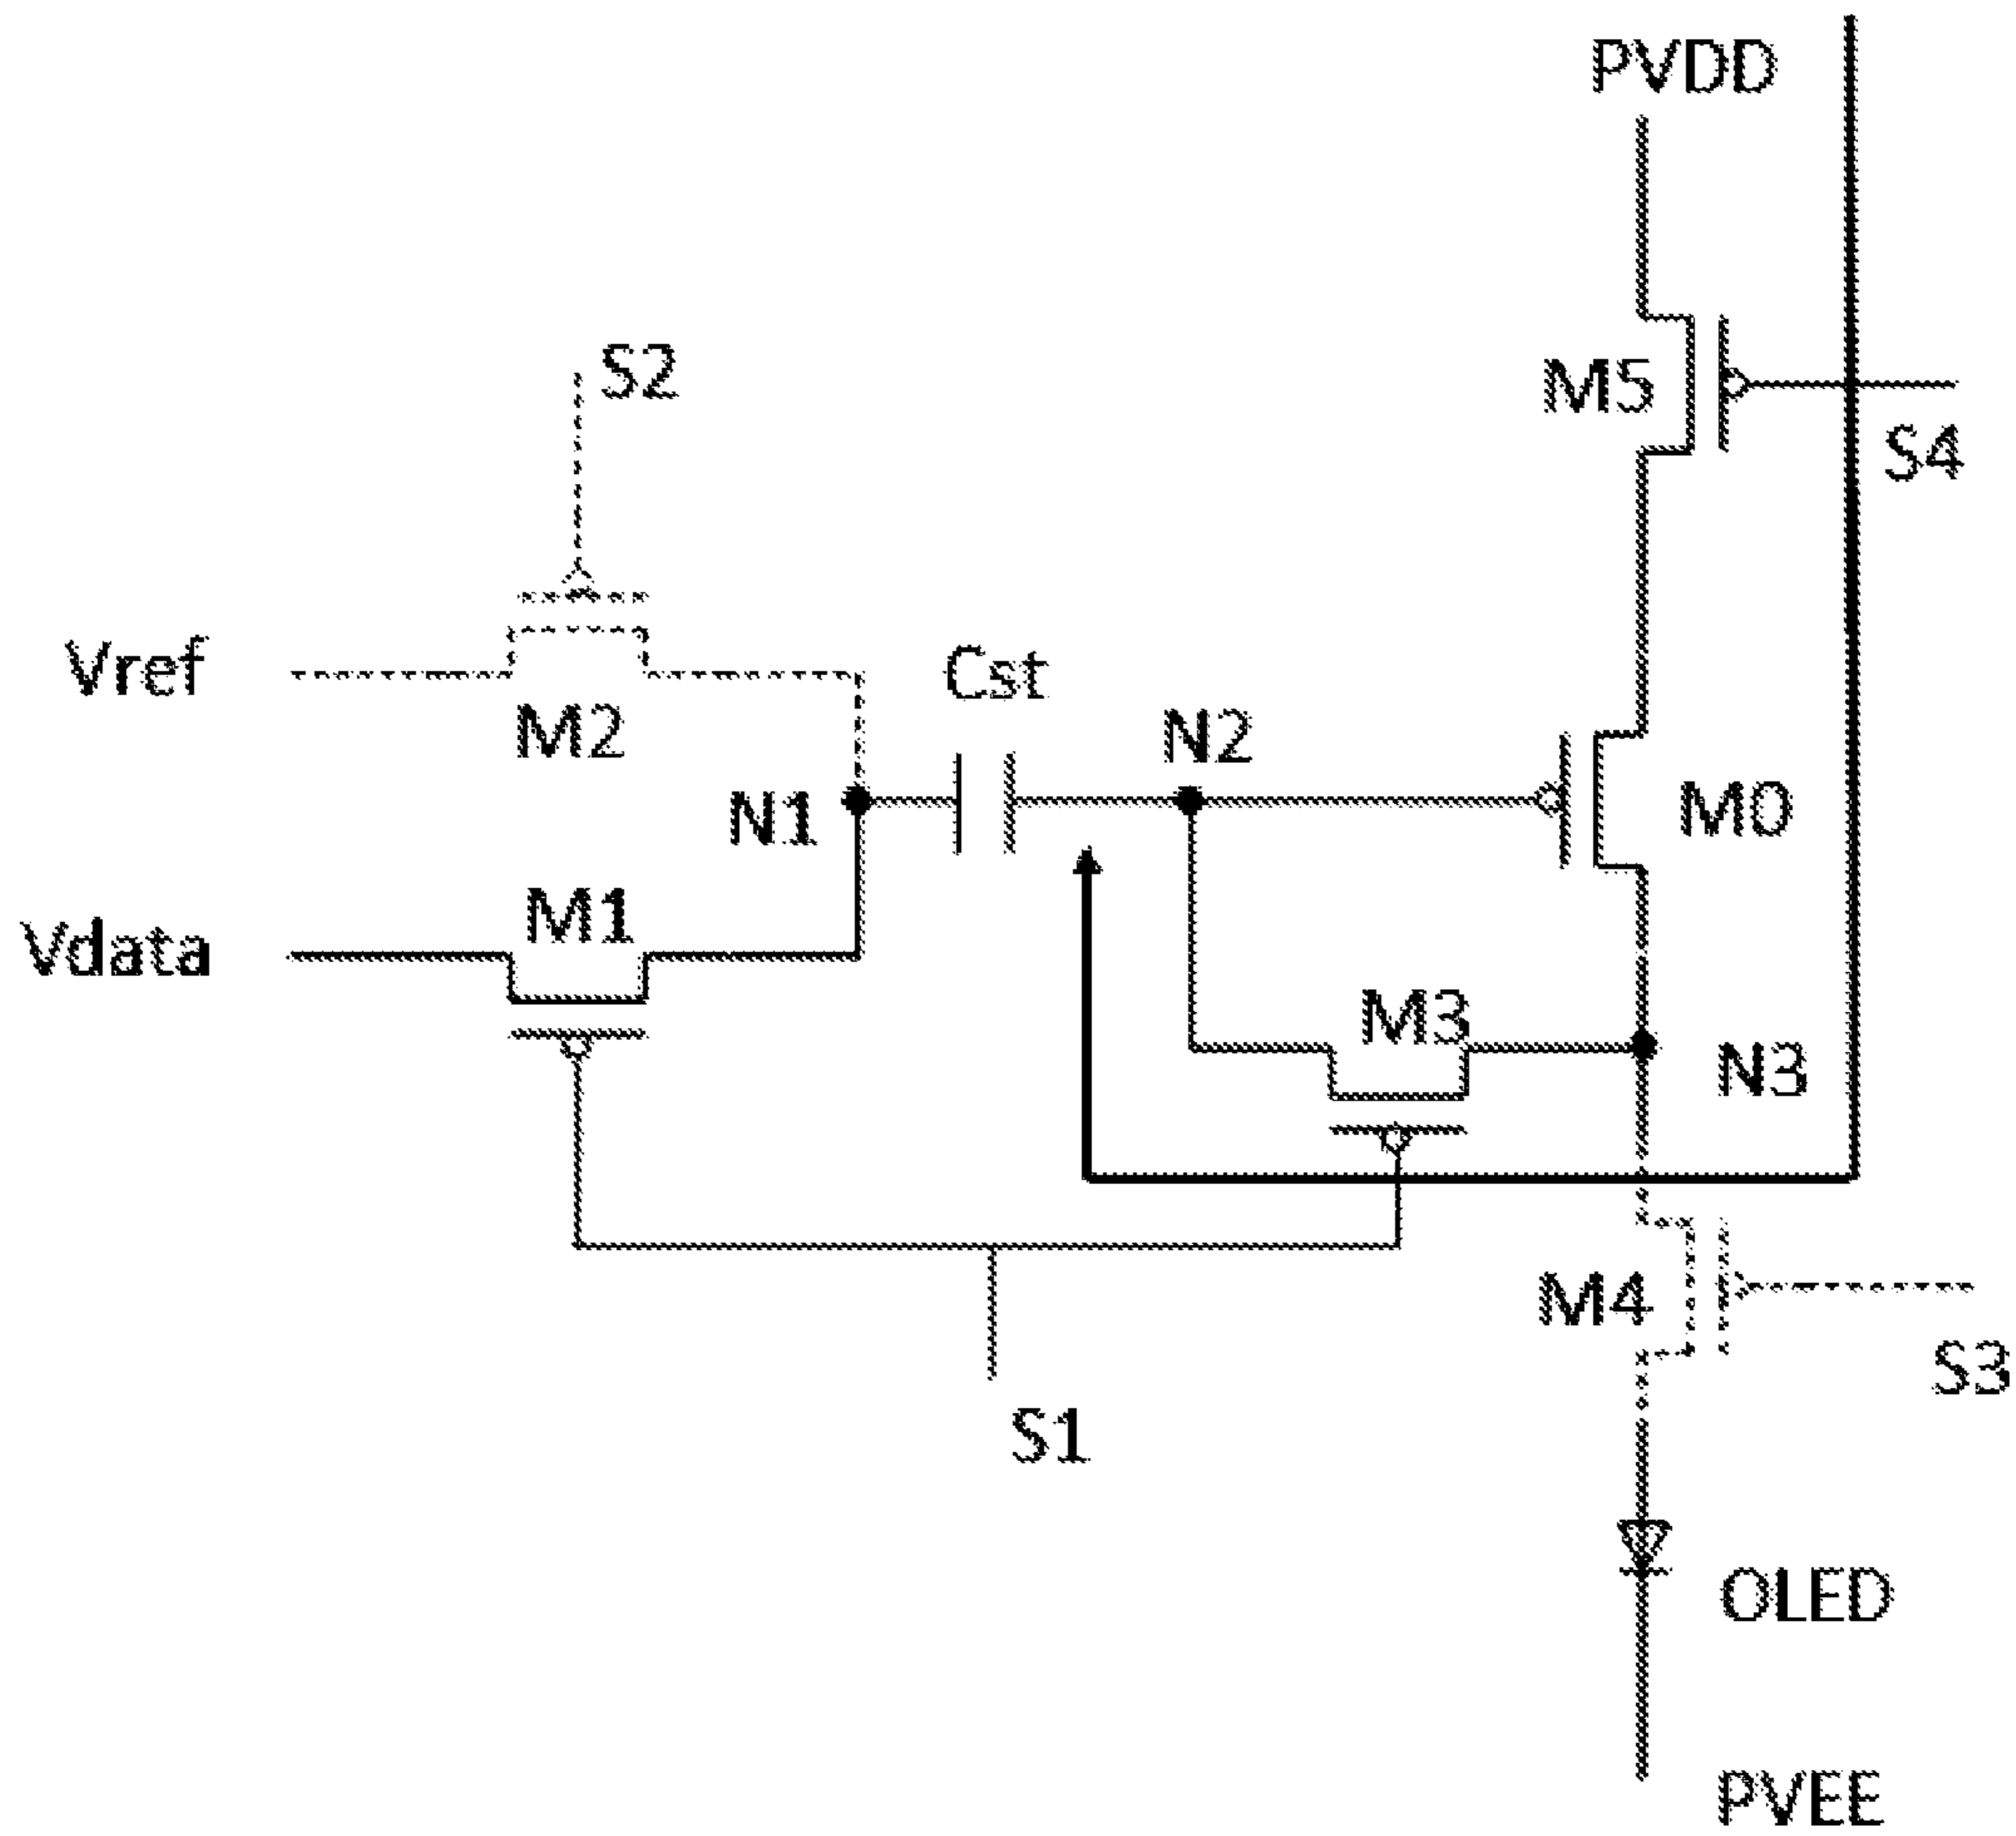 PVDD
S2
M5
S4
Vref
Cst
M2
N2
N1
M0
M1
Vdata
M3
N3
M4
S3
S1
OLED
PVEE